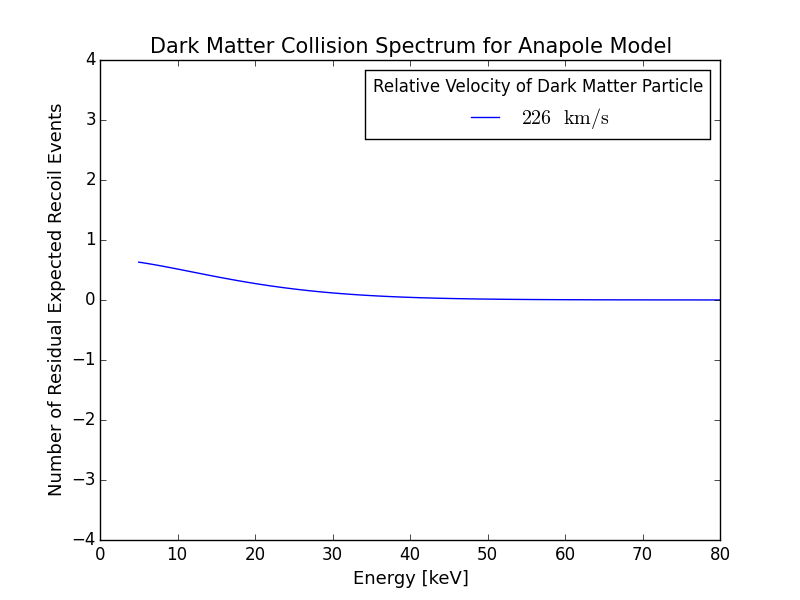 Dark Matter Collision Spectrum for Anapole Model
Relative Velocity of Dark Matter Particle
226 km/s
Number of Residual Expected Recoil Events
4
3
2
1
0
−1
−2
−3
−4
0 10 20 30 40 50 60 70 80
Energy [keV]